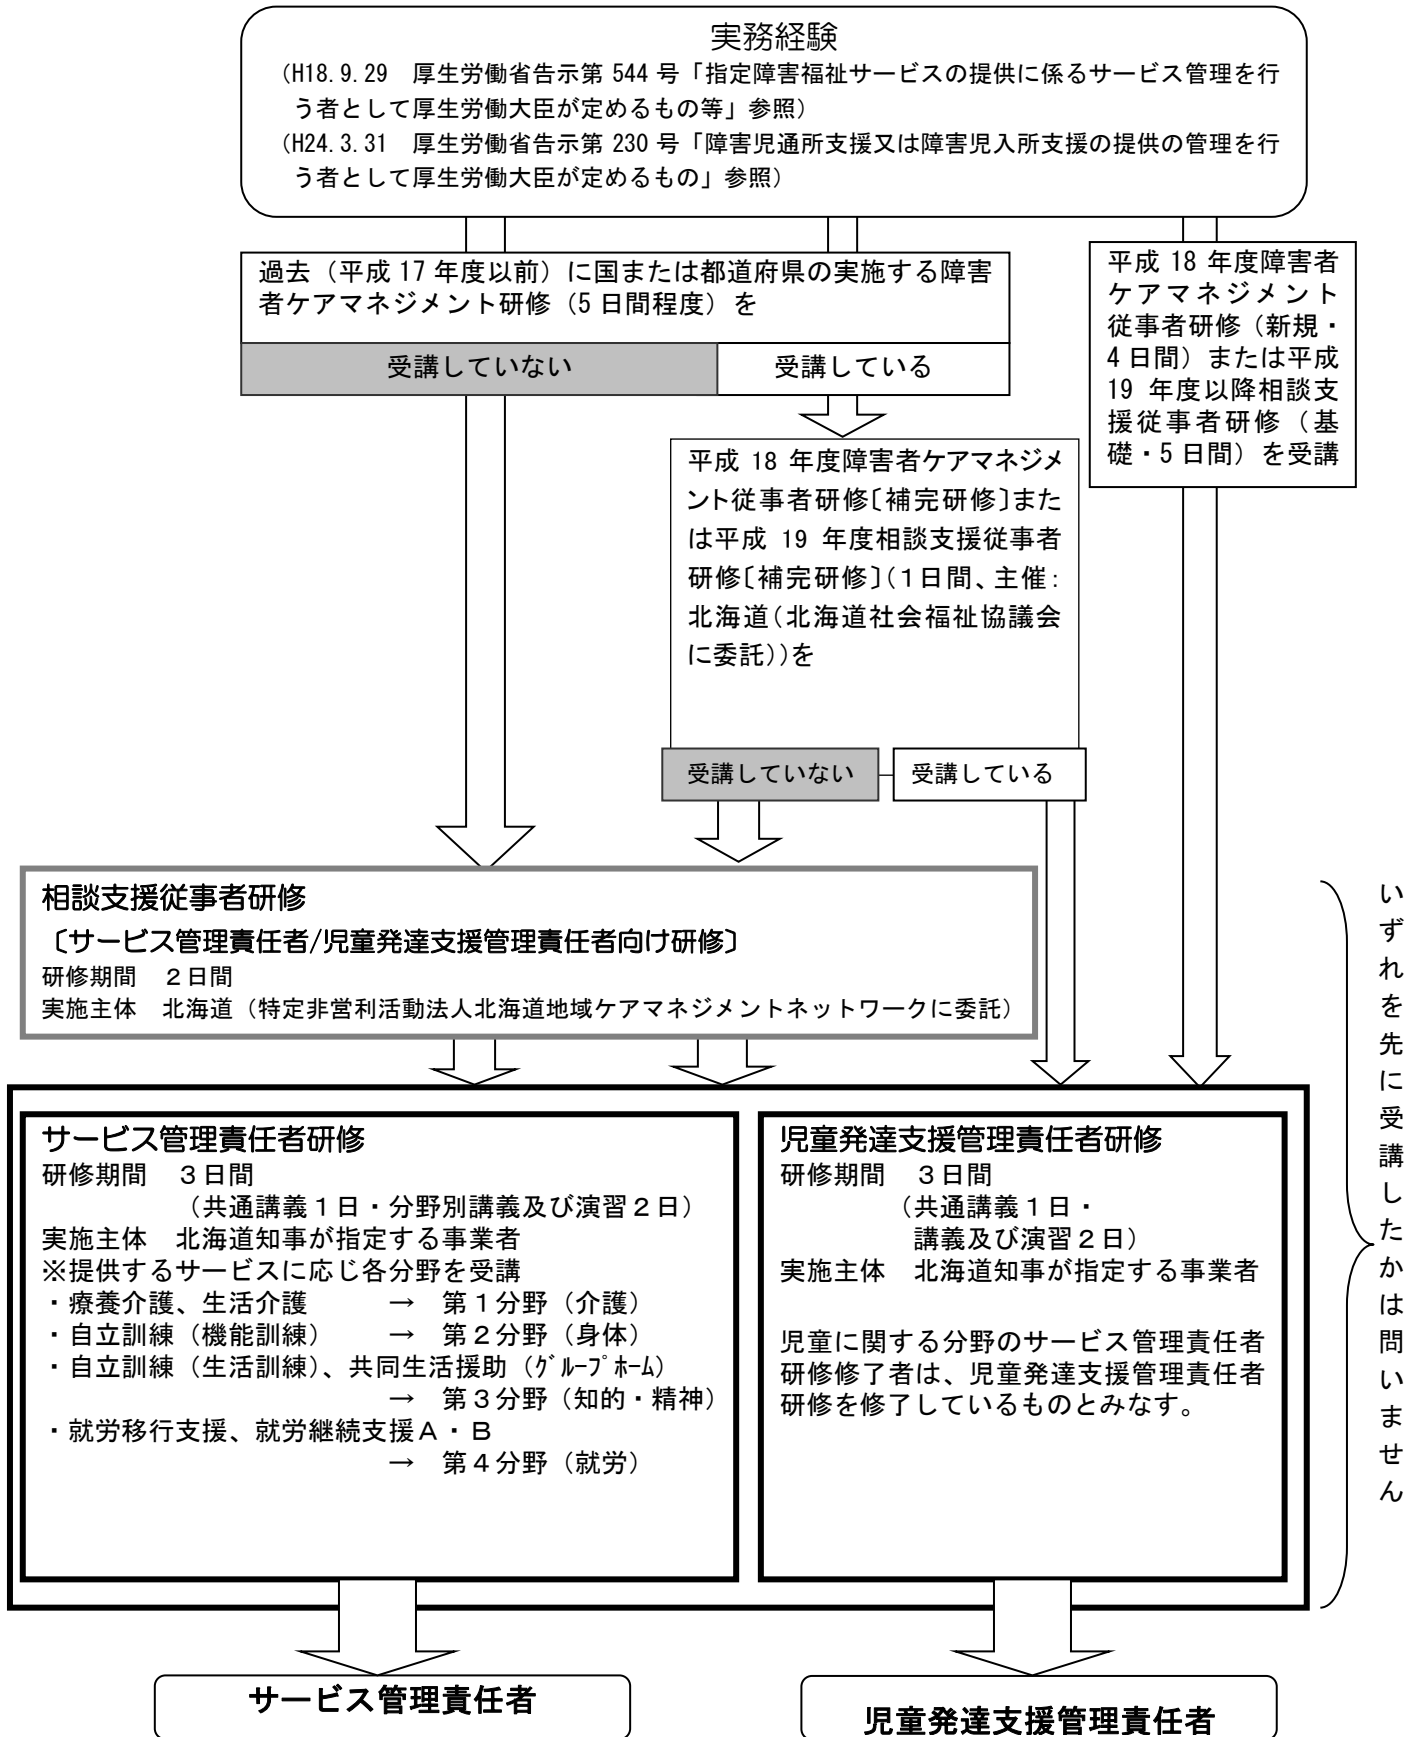 実務経験
（H18.9.29　厚生労働省告示第 544 号「指定障害福祉サービスの提供に係るサービス管理を行
う者として厚生労働大臣が定めるもの等」参照）
（H24.3.31　厚生労働省告示第 230 号「障害児通所支援又は障害児入所支援の提供の管理を行
う者として厚生労働大臣が定めるもの」参照）
過去（平成 17 年度以前）に国または都道府県の実施する障害
者ケアマネジメント研修（5 日間程度）を
受講していない
受講している
平成 18 年度障害者
ケアマネジメント
従事者研修（新規・
4 日間）または平成
19 年度以降相談支
援従事者研修（基
礎・5 日間）を受講
平成 18 年度障害者ケアマネジメ
ント従事者研修〔補完研修〕また
は平成 19 年度相談支援従事者
研修〔補完研修〕（１日間、主催：
北海道（北海道社会福祉協議会
に委託））を
受講していない
受講している
相談支援従事者研修
〔サービス管理責任者/児童発達支援管理責任者向け研修〕
研修期間　２日間
実施主体　北海道（特定非営利活動法人北海道地域ケアマネジメントネットワークに委託）
サービス管理責任者研修
研修期間　３日間
（共通講義１日・分野別講義及び演習２日）
実施主体　北海道知事が指定する事業者
※提供するサービスに応じ各分野を受講
・療養介護、生活介護　　　→　第１分野（介護）
・自立訓練（機能訓練）　　→　第２分野（身体）
・自立訓練（生活訓練）、共同生活援助（ｸﾞﾙｰﾌﾟﾎｰﾑ）
→　第３分野（知的・精神）
・就労移行支援、就労継続支援Ａ・Ｂ
→　第４分野（就労）
児童発達支援管理責任者研修
研修期間　３日間
（共通講義１日・
講義及び演習２日）
実施主体　北海道知事が指定する事業者
児童に関する分野のサービス管理責任者
研修修了者は、児童発達支援管理責任者
研修を修了しているものとみなす。
いずれを先に受講したかは問いません
サービス管理責任者
児童発達支援管理責任者